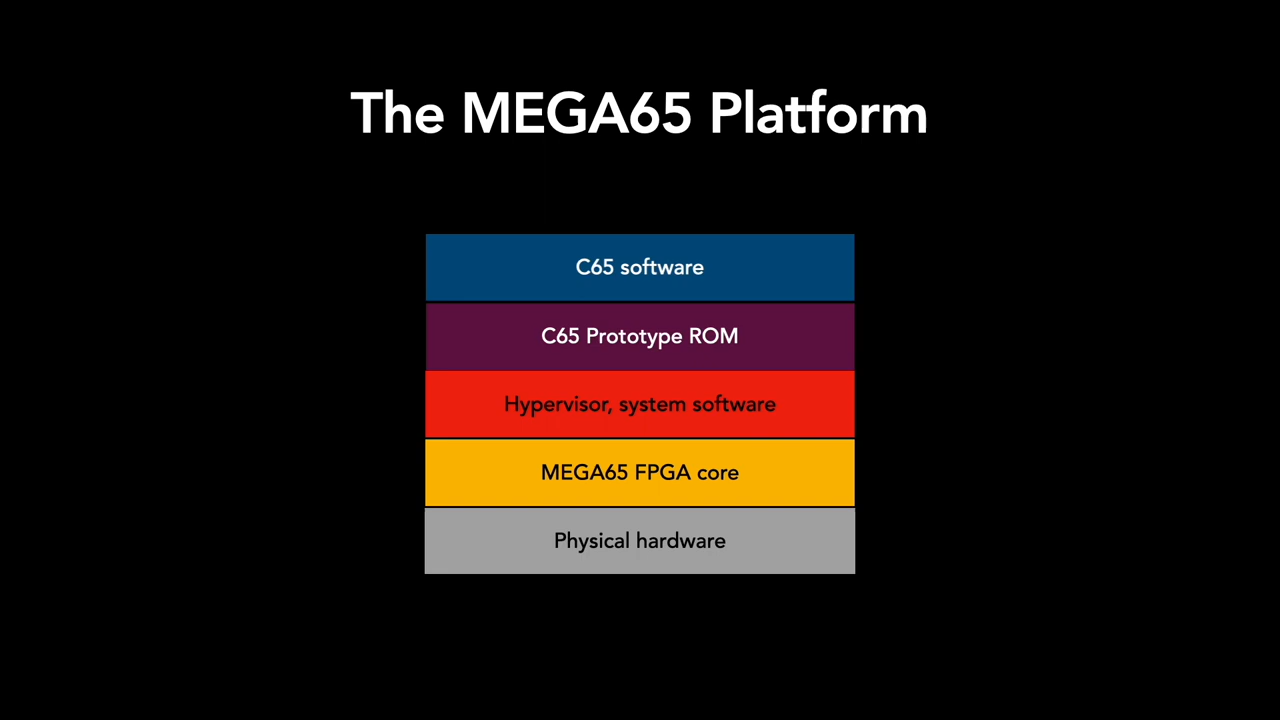 The MEGA65 Platform
C65 software
C65 Prototype ROM
Hypervisor, system software
MEGA65 FPGA core
Physical hardware